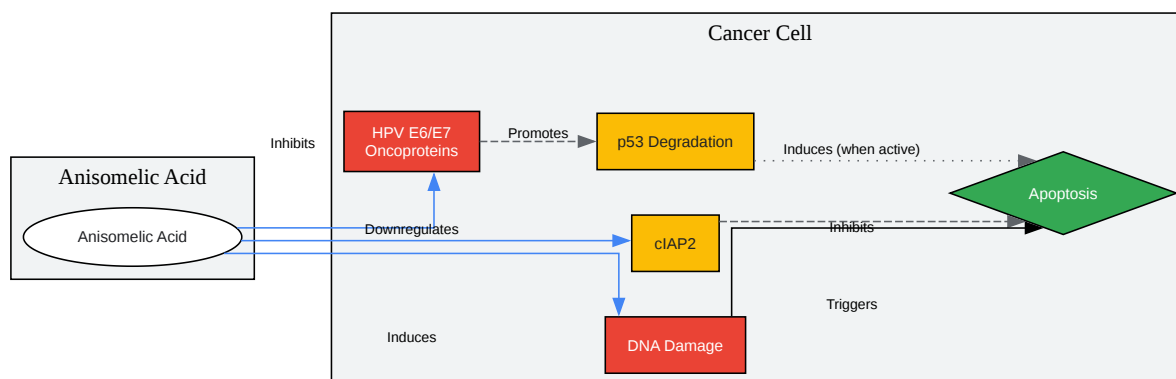 Cancer Cell
Inhibits
HPV E6/E7
Oncoproteins
Promotes
p53 Degradation
Induces (when active)
Anisomelic Acid
Apoptosis
Anisomelic Acid
Downregulates
cIAP2
Inhibits
Triggers
Induces
DNA Damage